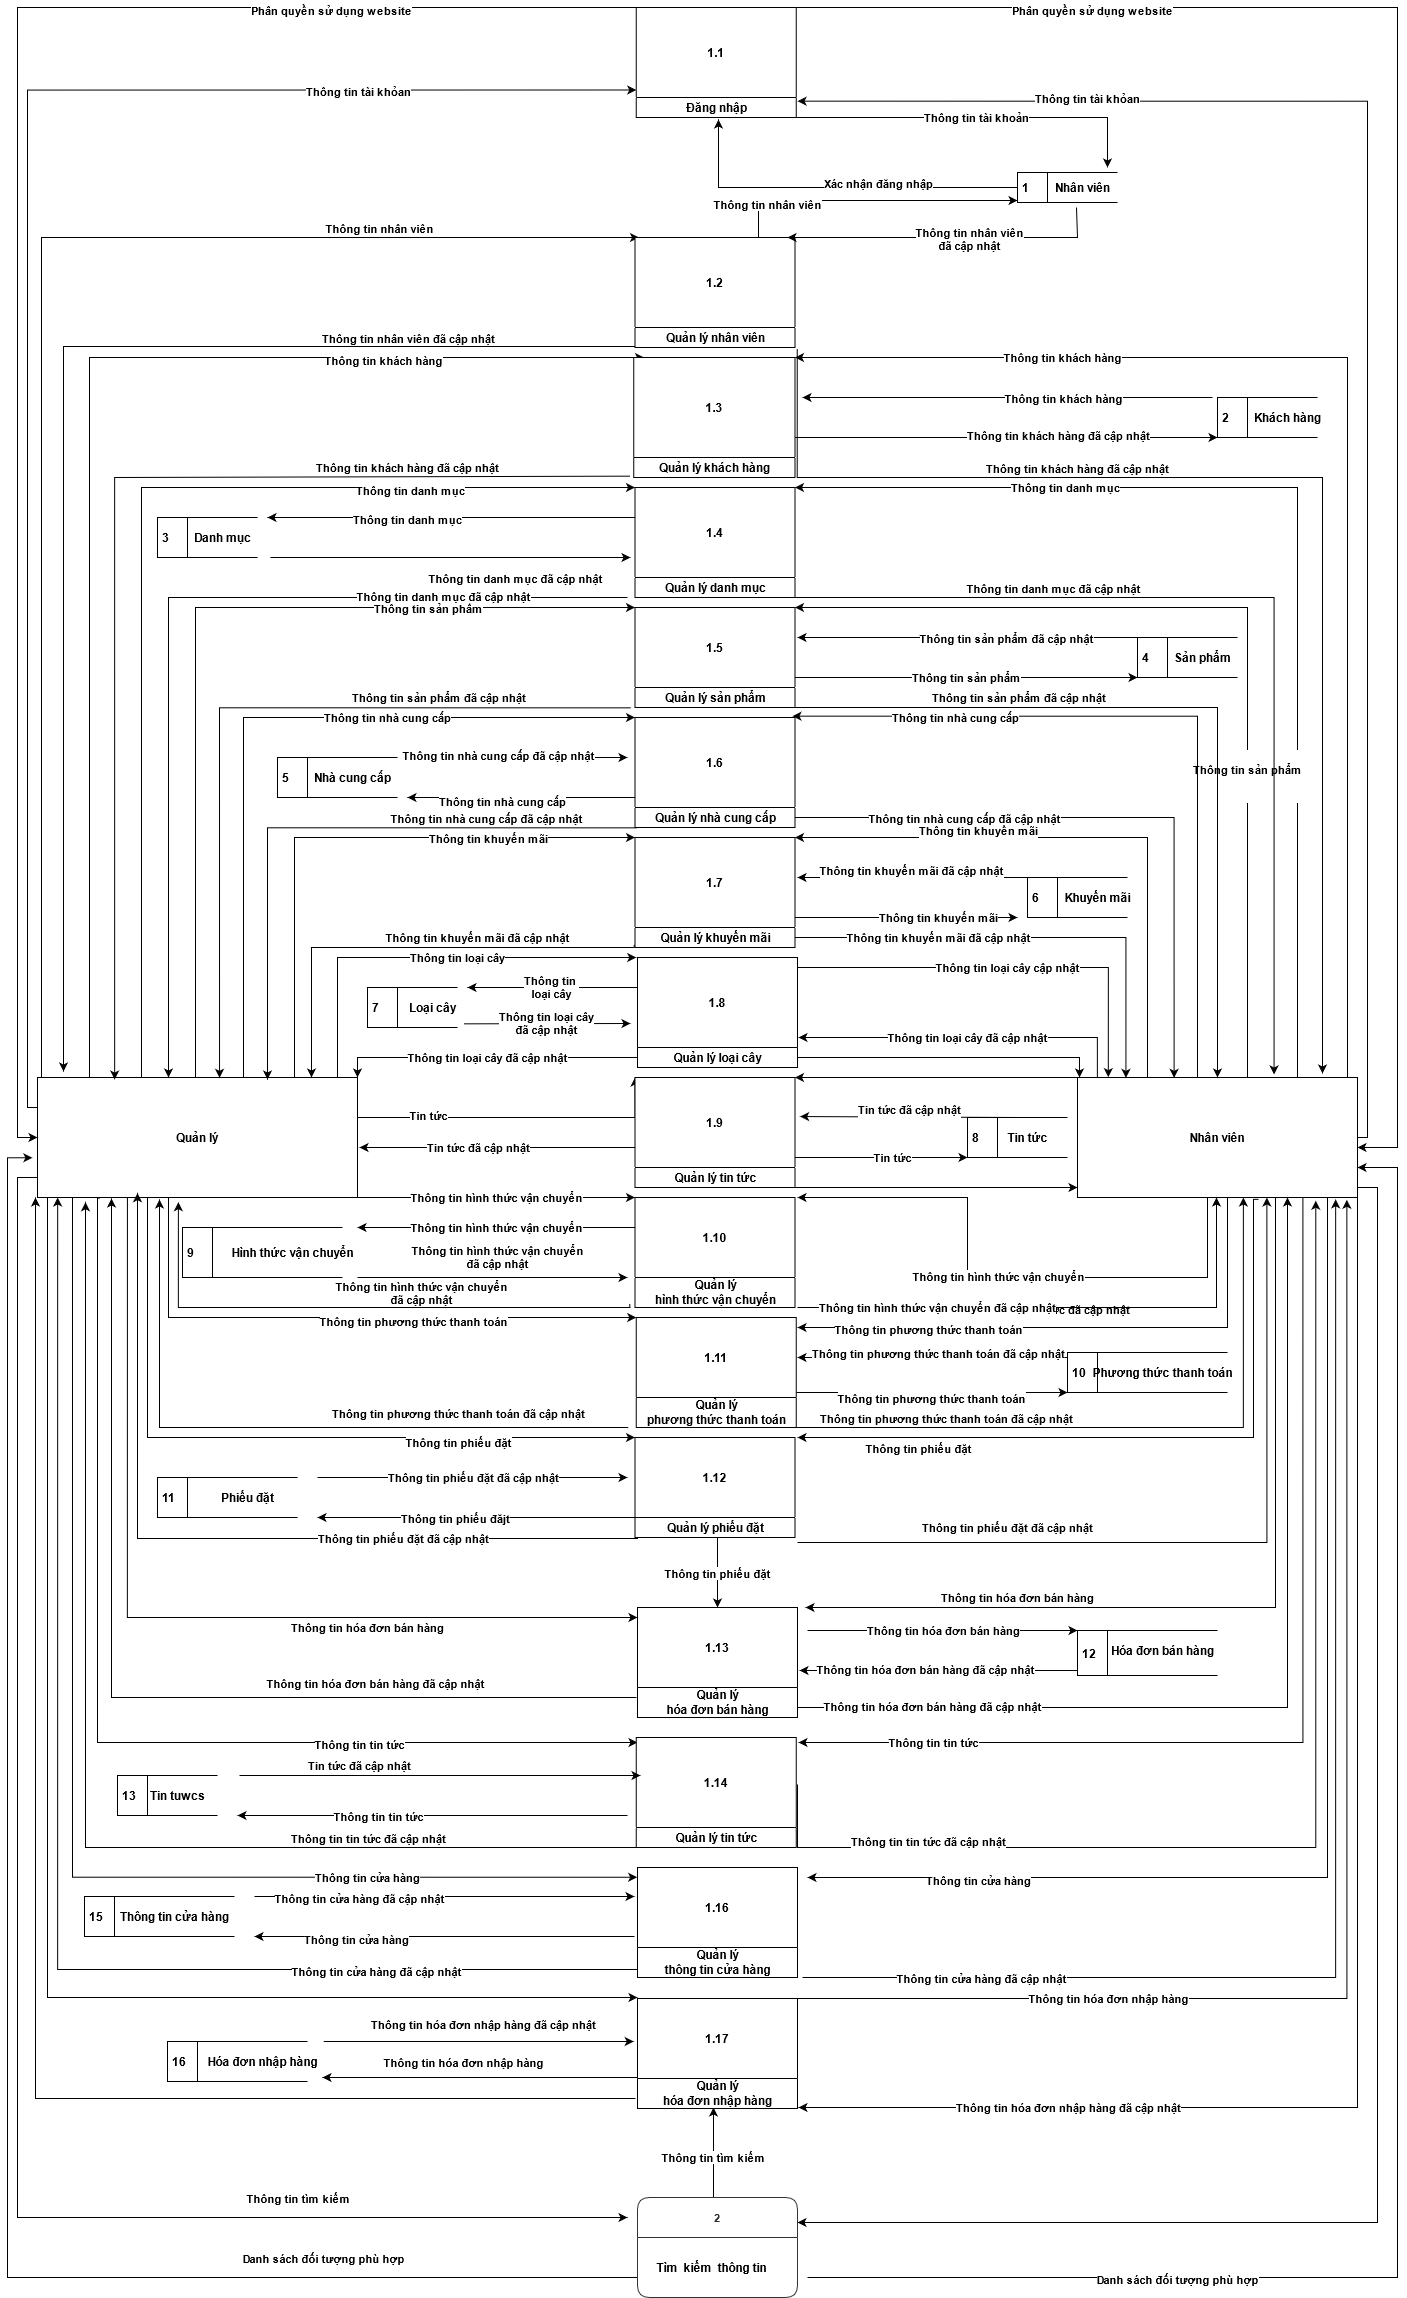 Phân quyền sử dụng website
Phân quyền sử dụng website
1.1
Thông tin tài khỏan
Thông tin tài khỏan
Đăng nhập
Thông tin tài khoản
Xác nhận đăng nhập
1
Nhân viên
Thông tin nhân viên
Thông tin nhân viên
Thông tin nhân viên
đã cập nhật
1.2
Quản lý nhân viên
Thông tin nhân viên đã cập nhật
Thông tin khách hàng
Thông tin khách hàng
Thông tin khách hàng
1.3
2
Khách hàng
Thông tin khách hàng đã cập nhật
Quản lý khách hàng
Thông tin khách hàng đã cập nhật
Thông tin khách hàng đã cập nhật
Thông tin danh mục
Thông tin danh mục
Thông tin danh mục
3
Danh mục
1.4
Thông tin danh mục đã cập nhật
Quản lý danh mục
Thông tin danh mục đã cập nhật
Thông tin danh mục đã cập nhật
Thông tin sản phẩm
Thông tin sản phẩm đã cập nhật
1.5
4
Sản phẩm
Thông tin sản phẩm
Thông tin sản phẩm đã cập nhật
Quản lý sản phẩm
Thông tin sản phẩm đã cập nhật
Thông tin nhà cung cấp
Thông tin nhà cung cấp
Thông tin nhà cung cấp đã cập nhật
1.6
Thông tin sản phẩm
5
Nhà cung cấp
Thông tin nhà cung cấp
Thông tin nhà cung cấp đã cập nhật
Quản lý nhà cung cấp
Thông tin nhà cung cấp đã cập nhật
Thông tin khuyến mãi
Thông tin khuyến mãi
Thông tin khuyến mãi đã cập nhật
1.7
6
Khuyến mãi
Thông tin khuyến mãi
Thông tin khuyến mãi đã cập nhật
Quản lý khuyến mãi
Thông tin khuyến mãi đã cập nhật
Thông tin loại cây
Thông tin loại cây cập nhật
Thông tin
loại cây
7
Loại cây
1.8
Thông tin loại cây
đã cập nhật
Thông tin loại cây đã cập nhật
Thông tin loại cây đã cập nhật
Quản lý loại cây
Tin tức
Tin tức đã cập nhật
1.9
Quản lý
8
Tin tức
Nhân viên
Tin tức đã cập nhật
Tin tức
Quản lý tin tức
Thông tin hình thức vận chuyển
Thông tin hình thức vận chuyển
1.10
9
Hình thức vận chuyển
Thông tin hình thức vận chuyển
đã cập nhật
Thông tin hình thức vận chuyển
Quản lý
hình thức vận chuyển
Thông tin hình thức vận chuyển
đã cập nhật
Thông tin hình thức vận chuyển đã cập nhật
đã cập nhật
Thông tin phương thức thanh toán
Thông tin phương thức thanh toán
1.11
Thông tin phương thức thanh toán đã cập nhật
10
Phương thức thanh toán
Thông tin phương thức thanh toán
Quản lý
phương thức thanh toán
Thông tin phương thức thanh toán đã cập nhật
Thông tin phương thức thanh toán đã cập nhật
Thông tin phiếu đặt
Thông tin phiếu đặt
Thông tin phiếu đặt đã cập nhật
1.12
11
Phiếu đặt
Thông tin phiếu đăjt
Quản lý phiếu đặt
Thông tin phiếu đặt đã cập nhật
Thông tin phiếu đặt đã cập nhật
Thông tin phiếu đặt
Thông tin hóa đơn bán hàng
Thông tin hóa đơn bán hàng
Thông tin hóa đơn bán hàng
1.13
12
Hóa đơn bán hàng
Thông tin hóa đơn bán hàng đã cập nhật
Thông tin hóa đơn bán hàng đã cập nhật
Quản lý
hóa đơn bán hàng
Thông tin hóa đơn bán hàng đã cập nhật
Thông tin tin tức
Thông tin tin tức
Tin tức đã cập nhật
1.14
13
Tin tuwcs
Thông tin tin tức
Thông tin tin tức đã cập nhật
Quản lý tin tức
Thông tin tin tức đã cập nhật
Thông tin cửa hàng
Thông tin cửa hàng
Thông tin cửa hàng đã cập nhật
1.16
15
Thông tin cửa hàng
Thông tin cửa hàng
Quản lý
thông tin cửa hàng
Thông tin cửa hàng đã cập nhật
Thông tin cửa hàng đã cập nhật
Thông tin hóa đơn nhập hàng
Thông tin hóa đơn nhập hàng đã cập nhật
1.17
16
Hóa đơn nhập hàng
Thông tin hóa đơn nhập hàng
Quản lý
hóa đơn nhập hàng
Thông tin hóa đơn nhập hàng đã cập nhật
Thông tin tìm kiếm
Thông tin tìm kiếm
2
Danh sách đối tượng phù hợp
Tìm kiếm thông tin
Danh sách đối tượng phù hợp